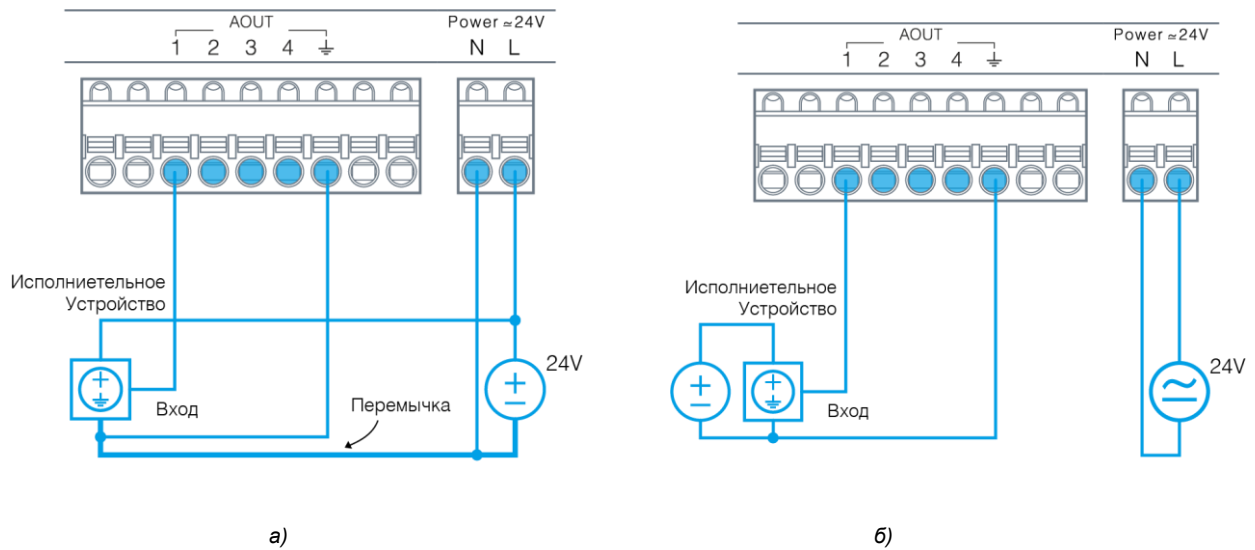 AOUT
Power ≃24V
1 2 3 4 ⏚
N L
Исполниетельное
Устройство
24V
Вход
Перемычка
а)
AOUT
Power ≃24V
1 2 3 4 ⏚
N L
Исполниетельное
Устройство
24V
Вход
б)